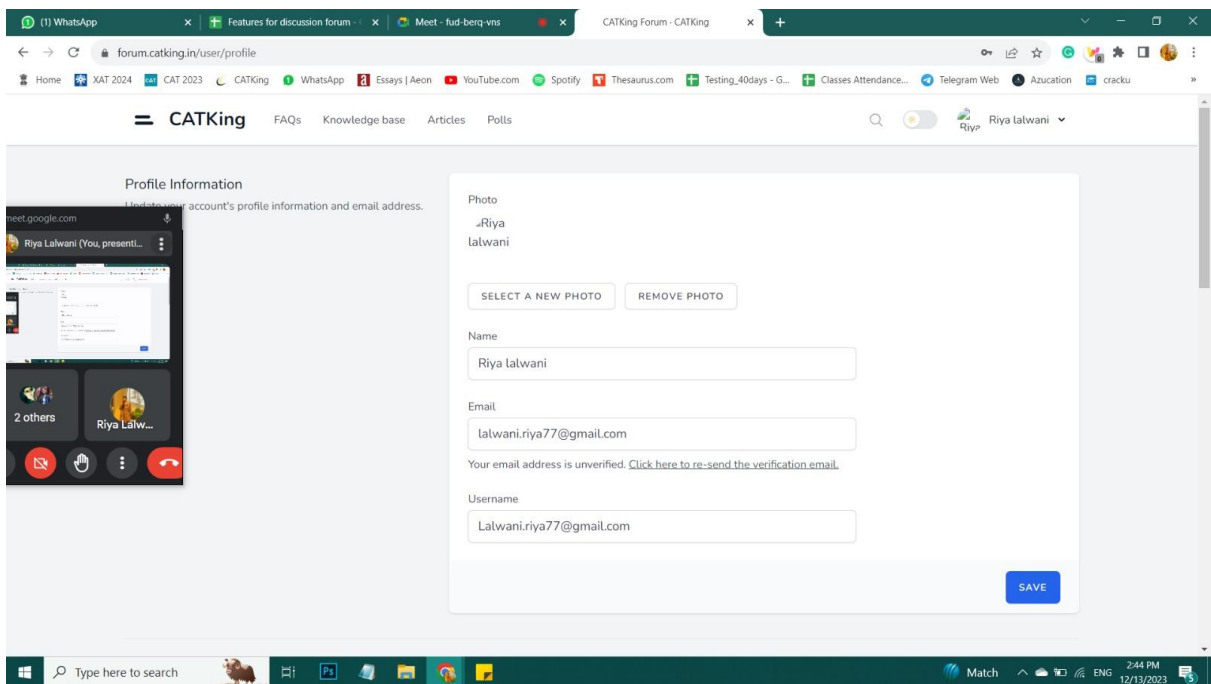 (1) WhatsApp
Features for discussion forum -
Meet - fud-berq-vns
CATKing Forum - CATKing
forum.catking.in/user/profile
Home XAT 2024 CAT 2023 CATKing WhatsApp Essays | Aeon YouTube.com Spotify Thesaurus.com Testing_40days - G... Classes Attendance... Telegram Web Azucation cracku
CATKing FAQs Knowledge base Articles Polls Riya lalwani
Profile Information
Update your account's profile information and email address.
meet.google.com
Riya Lalwani (You, presenti...
2 others
Riya Lalw...
Photo
Riya
lalwani
SELECT A NEW PHOTO REMOVE PHOTO
Name
Riya lalwani
Email
lalwani.riya77@gmail.com
Your email address is unverified. Click here to re-send the verification email.
Username
Lalwani.riya77@gmail.com
SAVE
Type here to search
Ps
Match
ENG
2:44 PM
12/13/2023